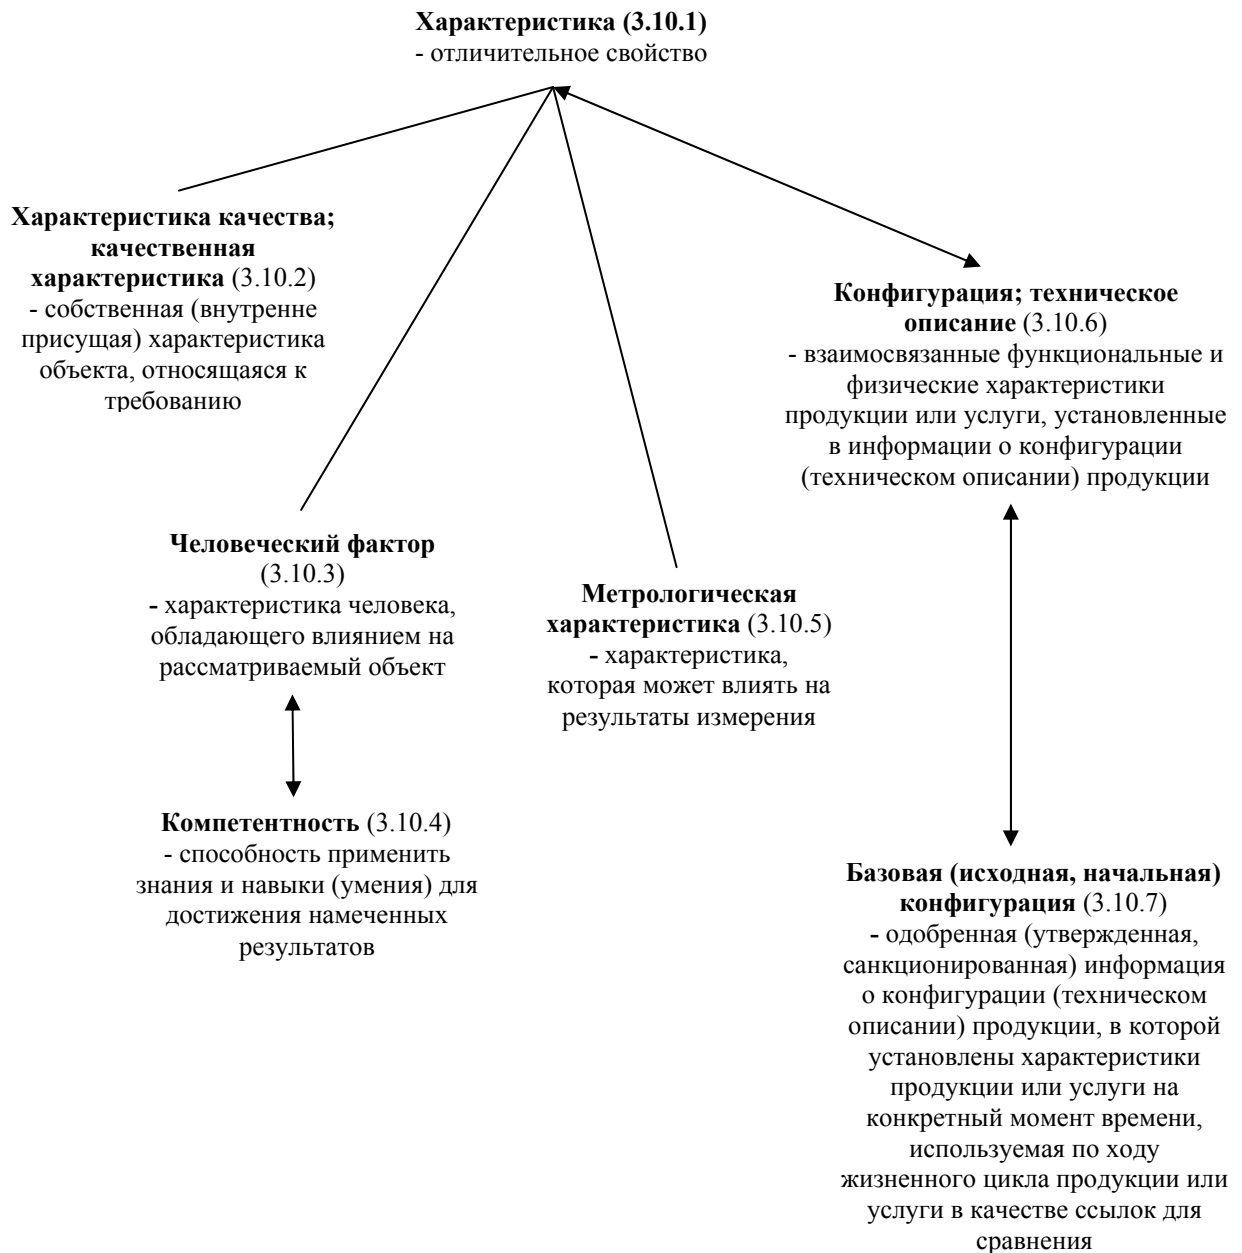 Характеристика (3.10.1)
- отличительное свойство
Характеристика качества;
качественная
характеристика (3.10.2)
- собственная (внутренне
присущая) характеристика
объекта, относящаяся к
требованию
Конфигурация; техническое
описание (3.10.6)
- взаимосвязанные функциональные и
физические характеристики
продукции или услуги, установленные
в информации о конфигурации
(техническом описании) продукции
Человеческий фактор
(3.10.3)
- характеристика человека,
обладающего влиянием на
рассматриваемый объект
Метрологическая
характеристика (3.10.5)
- характеристика,
которая может влиять на
результаты измерения
Компетентность (3.10.4)
- способность применить
знания и навыки (умения) для
достижения намеченных
результатов
Базовая (исходная, начальная)
конфигурация (3.10.7)
- одобренная (утвержденная,
санкционированная) информация
о конфигурации (техническом
описании) продукции, в которой
установлены характеристики
продукции или услуги на
конкретный момент времени,
используемая по ходу
жизненного цикла продукции или
услуги в качестве ссылок для
сравнения